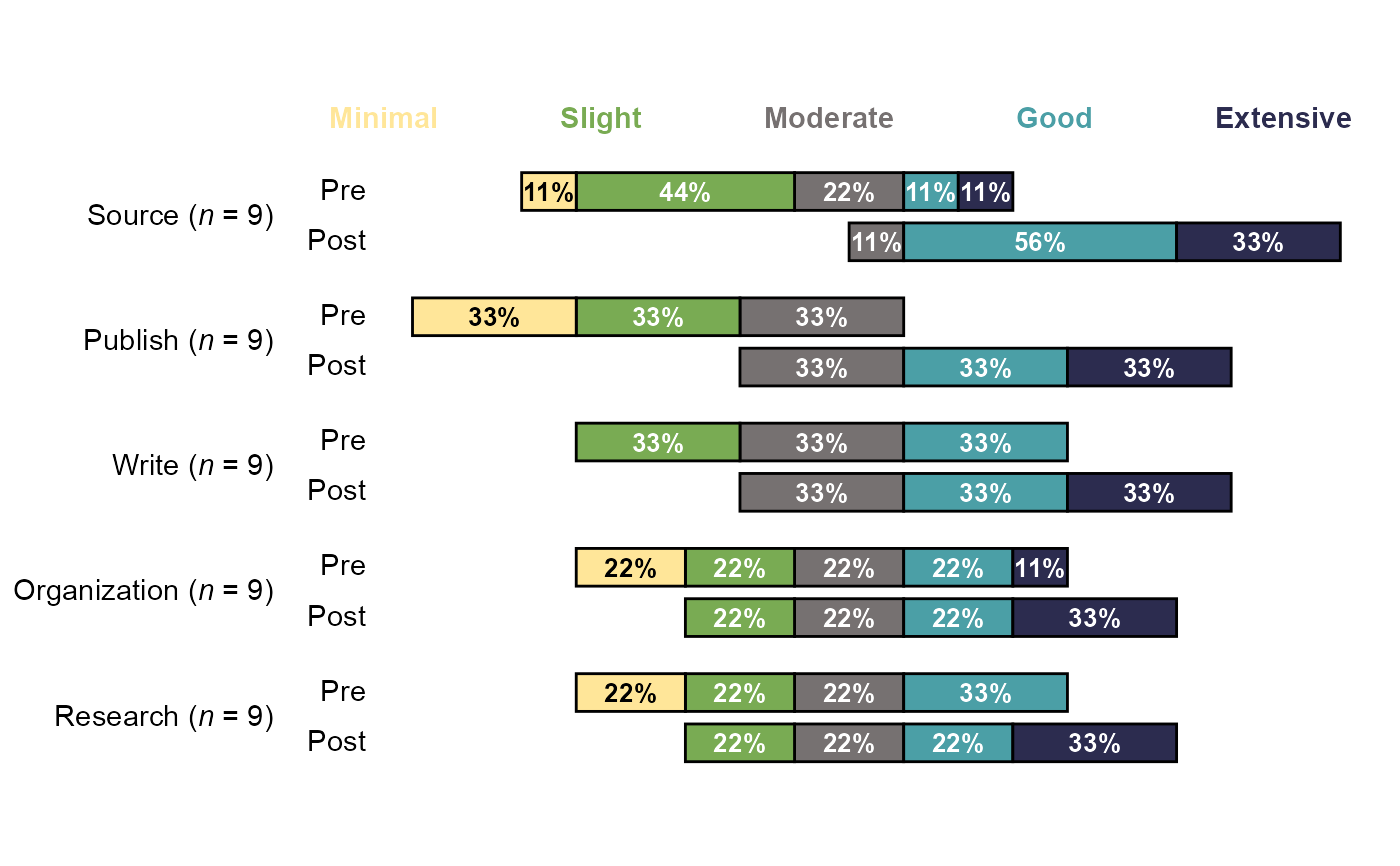 Minimal Slight Moderate Good Extensive
Pre 11% 44% 22% 11% 11%
Source (n = 9)
Post 11% 56% 33%
Pre 33% 33% 33%
Publish (n = 9)
Post 33% 33% 33%
Pre 33% 33% 33%
Write (n = 9)
Post 33% 33% 33%
Pre 22% 22% 22% 22% 11%
Organization (n = 9)
Post 22% 22% 22% 33%
Pre 22% 22% 22% 33%
Research (n = 9)
Post 22% 22% 22% 33%